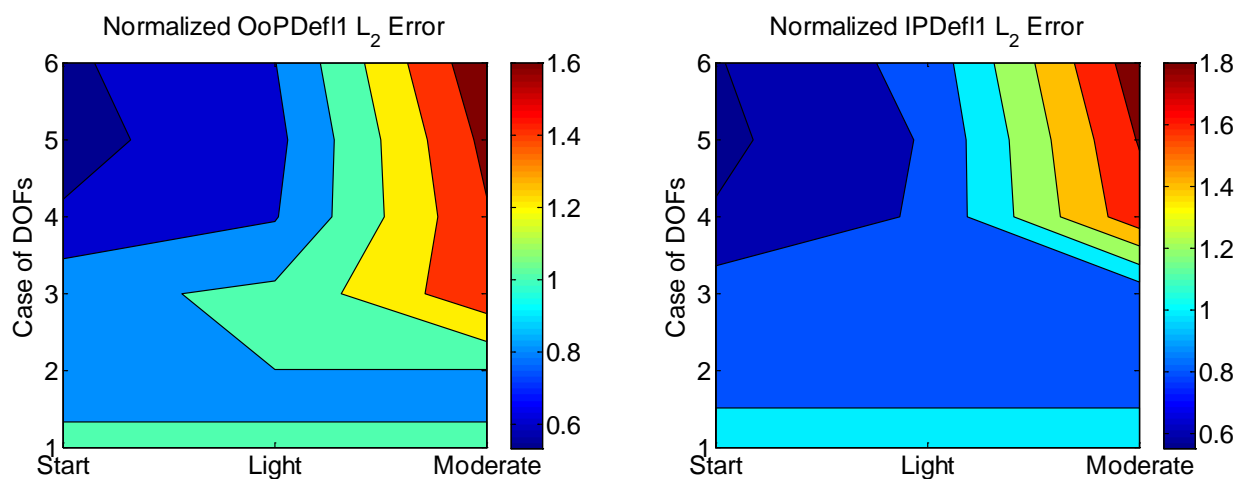 Normalized OoPDefl1 L2 Error
6
5
4
3
2
1
Case of DOFs
Start
Light
Moderate
1.6
1.4
1.2
1
0.8
0.6
Normalized IPDefl1 L2 Error
6
5
4
3
2
1
Case of DOFs
Start
Light
Moderate
1.8
1.6
1.4
1.2
1
0.8
0.6